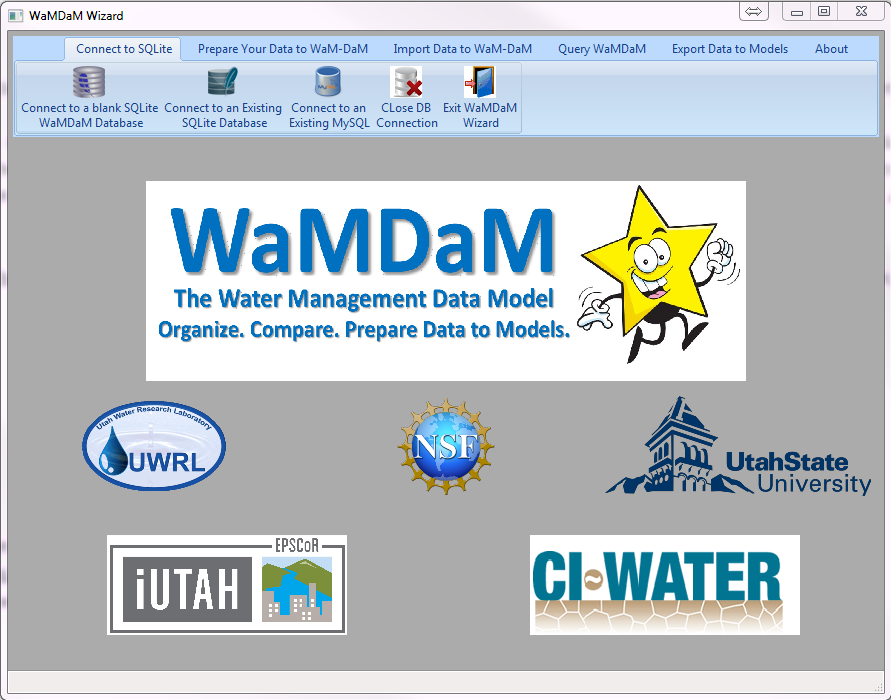 WaMDaM Wizard
Connect to SQLite
Prepare Your Data to WaM-DaM
Import Data to WaM-DaM
Query WaMDaM
Export Data to Models
About
Connect to a blank SQLite
WaMDaM Database
Connect to an Existing
SQLite Database
Connect to an
Existing MySQL
CLose DB
Connection
Exit WaMDaM
Wizard
WaMDaM
The Water Management Data Model
Organize. Compare. Prepare Data to Models.
Utah Water Research Laboratory
UWRL
NSF
UtahState
University
EPSCoR
iUTAH
CI-WATER